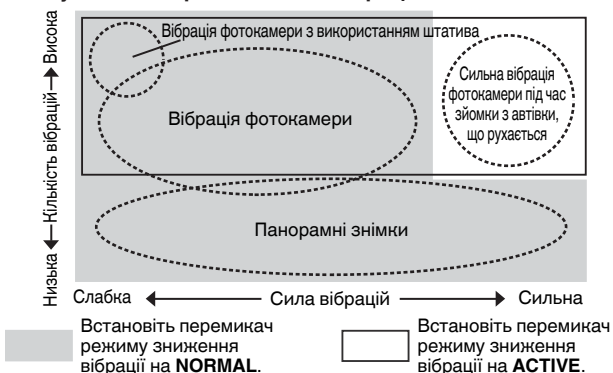 Вібрація фотокамери з використанням штатива
Сильна вібрація
фотокамери під час
зйомки з автівки,
що рухається
Вібрація фотокамери
Панорамні знімки
Низька
Кількість вібрацій
Висока
Слабка
Сила вібрацій
Сильна
Встановіть перемикач
режиму зниження
вібрації на NORMAL.
Встановіть перемикач
режиму зниження
вібрації на ACTIVE.